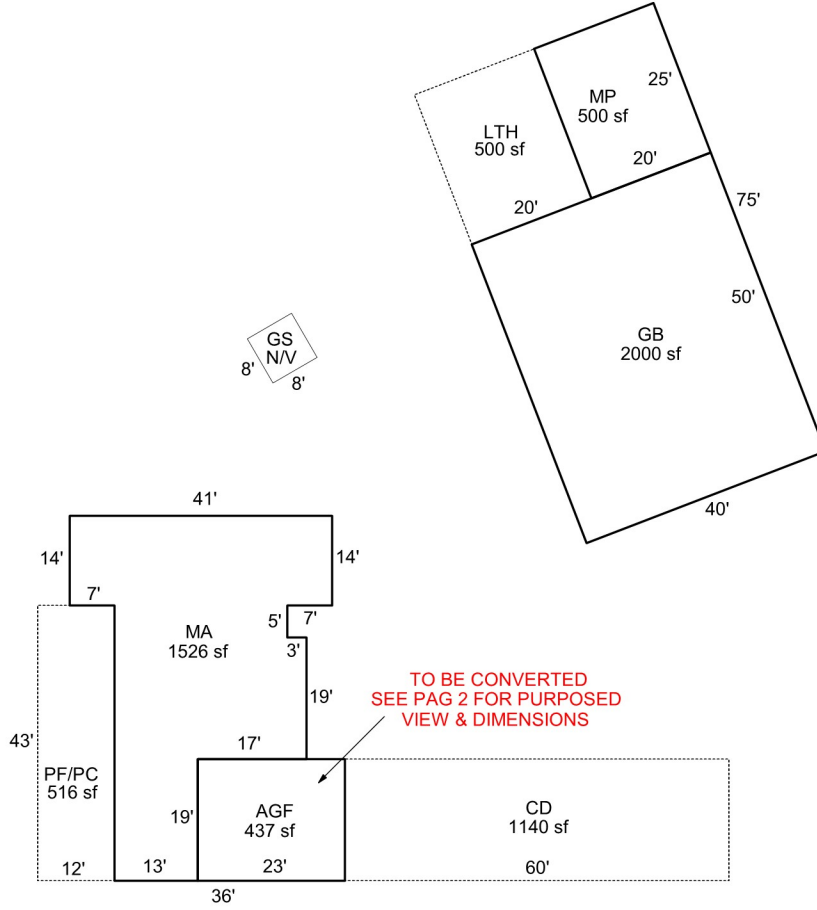 MP
500 sf
25'
20'
LTH
500 sf
20'
75'
50'
GB
2000 sf
40'
GS
N/V
8'
8'
41'
14'
14'
7'
5'
7'
3'
MA
1526 sf
19'
17'
TO BE CONVERTED
SEE PAG 2 FOR PURPOSED
VIEW & DIMENSIONS
43'
PF/PC
516 sf
12'
19'
AGF
437 sf
13'
23'
36'
CD
1140 sf
60'